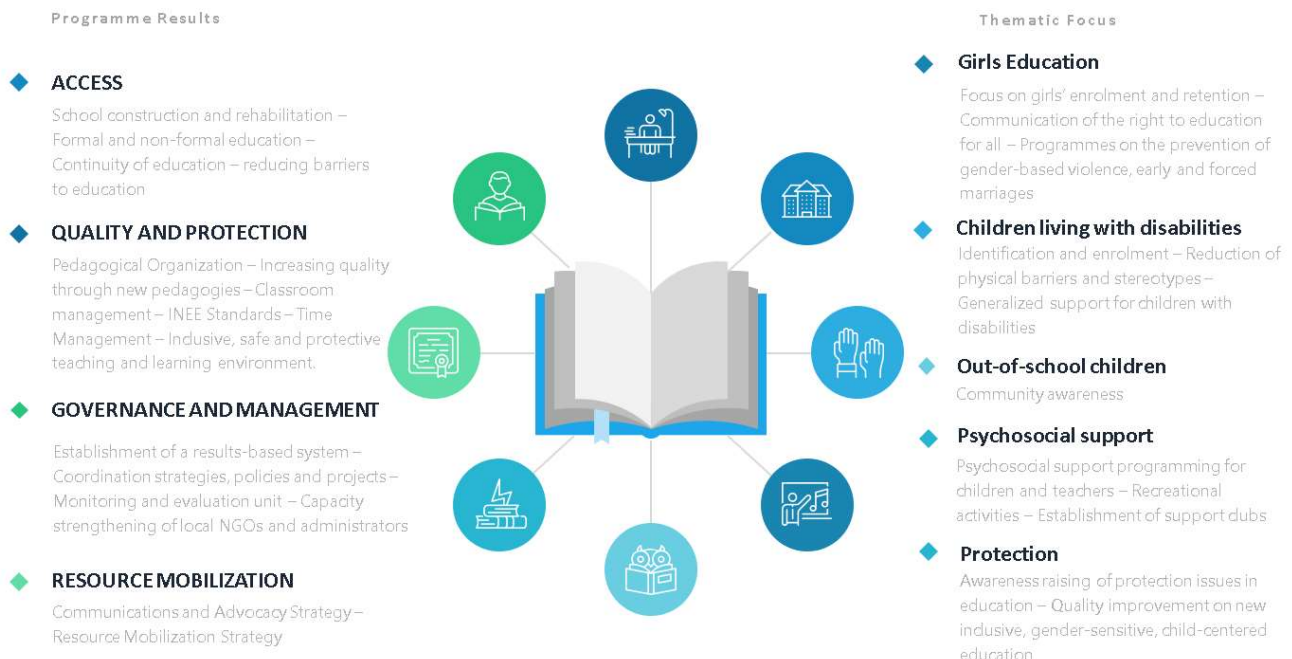 Programme Results
ACCESS
School construction and rehabilitation –
Formal and non-formal education –
Continuity of education – reducing barriers
to education
QUALITY AND PROTECTION
Pedagogical Organization – Increasing quality
through new pedagogies – Classroom
management – INEE Standards – Time
Management – Inclusive, safe and protective
teaching and learning environment.
GOVERNANCE AND MANAGEMENT
Establishment of a results-based system –
Coordination strategies, policies and projects –
Monitoring and evaluation unit – Capacity
strengthening of local NGOs and administrators
RESOURCE MOBILIZATION
Communications and Advocacy Strategy –
Resource Mobilization Strategy
Thematic Focus
Girls Education
Focus on girls' enrolment and retention –
Communication of the right to education
for all – Programmes on the prevention of
gender-based violence, early and forced
marriages
Children living with disabilities
Identification and enrolment – Reduction of
physical barriers and stereotypes –
Generalized support for children with
disabilities
Out-of-school children
Community awareness
Psychosocial support
Psychosocial support programming for
children and teachers – Recreational
activities – Establishment of support clubs
Protection
Awareness raising of protection issues in
education – Quality improvement on new
inclusive, gender-sensitive, child-centered
education